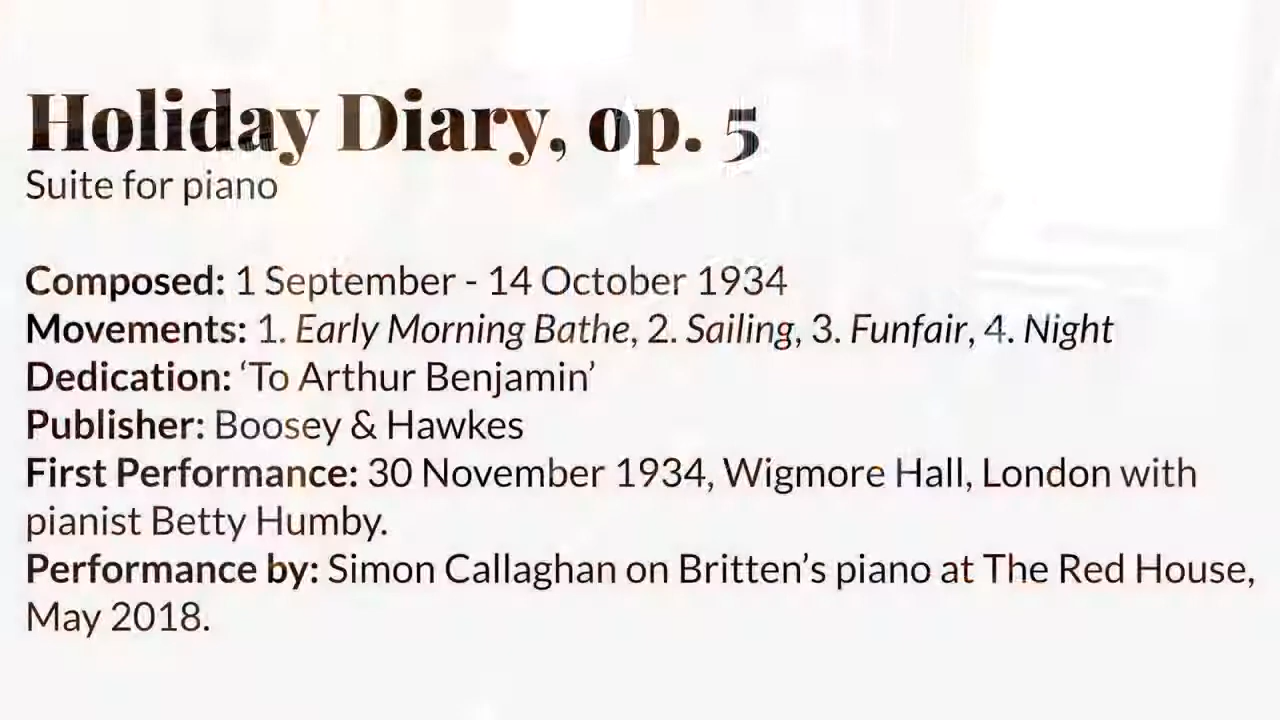 Holiday Diary, op. 5
Suite for piano
Composed: 1 September - 14 October 1934
Movements: 1. Early Morning Bathe, 2. Sailing, 3. Funfair, 4. Night
Dedication: ‘To Arthur Benjamin’
Publisher: Boosey & Hawkes
First Performance: 30 November 1934, Wigmore Hall, London with
pianist Betty Humby.
Performance by: Simon Callaghan on Britten’s piano at The Red House,
May 2018.